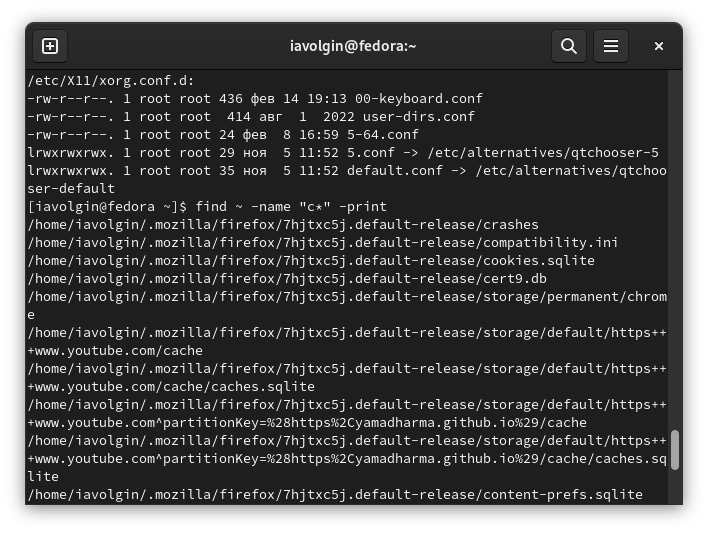 iavolgin@fedora:~
/etc/X11/xorg.conf.d:
-rw-r--r--. 1 root root 436 фев 14 19:13 00-keyboard.conf
-rw-r--r--. 1 root root  414 авг  1  2022 user-dirs.conf
-rw-r--r--. 1 root root 24 фев  8 16:59 5-64.conf
lrwxrwxrwx. 1 root root 29 ноя  5 11:52 5.conf -> /etc/alternatives/qtchooser-5
lrwxrwxrwx. 1 root root 35 ноя  5 11:52 default.conf -> /etc/alternatives/qtchoo
ser-default
[iavolgin@fedora ~]$ find ~ -name "c*" -print
/home/iavolgin/.mozilla/firefox/7hjtxc5j.default-release/crashes
/home/iavolgin/.mozilla/firefox/7hjtxc5j.default-release/compatibility.ini
/home/iavolgin/.mozilla/firefox/7hjtxc5j.default-release/cookies.sqlite
/home/iavolgin/.mozilla/firefox/7hjtxc5j.default-release/cert9.db
/home/iavolgin/.mozilla/firefox/7hjtxc5j.default-release/storage/permanent/chrom
e
/home/iavolgin/.mozilla/firefox/7hjtxc5j.default-release/storage/default/https++
+www.youtube.com/cache
/home/iavolgin/.mozilla/firefox/7hjtxc5j.default-release/storage/default/https++
+www.youtube.com/cache/caches.sqlite
/home/iavolgin/.mozilla/firefox/7hjtxc5j.default-release/storage/default/https++
+www.youtube.com^partitionKey=%28https%2Cyamadharma.github.io%29/cache
/home/iavolgin/.mozilla/firefox/7hjtxc5j.default-release/storage/default/https++
+www.youtube.com^partitionKey=%28https%2Cyamadharma.github.io%29/cache/caches.sq
lite
/home/iavolgin/.mozilla/firefox/7hjtxc5j.default-release/content-prefs.sqlite